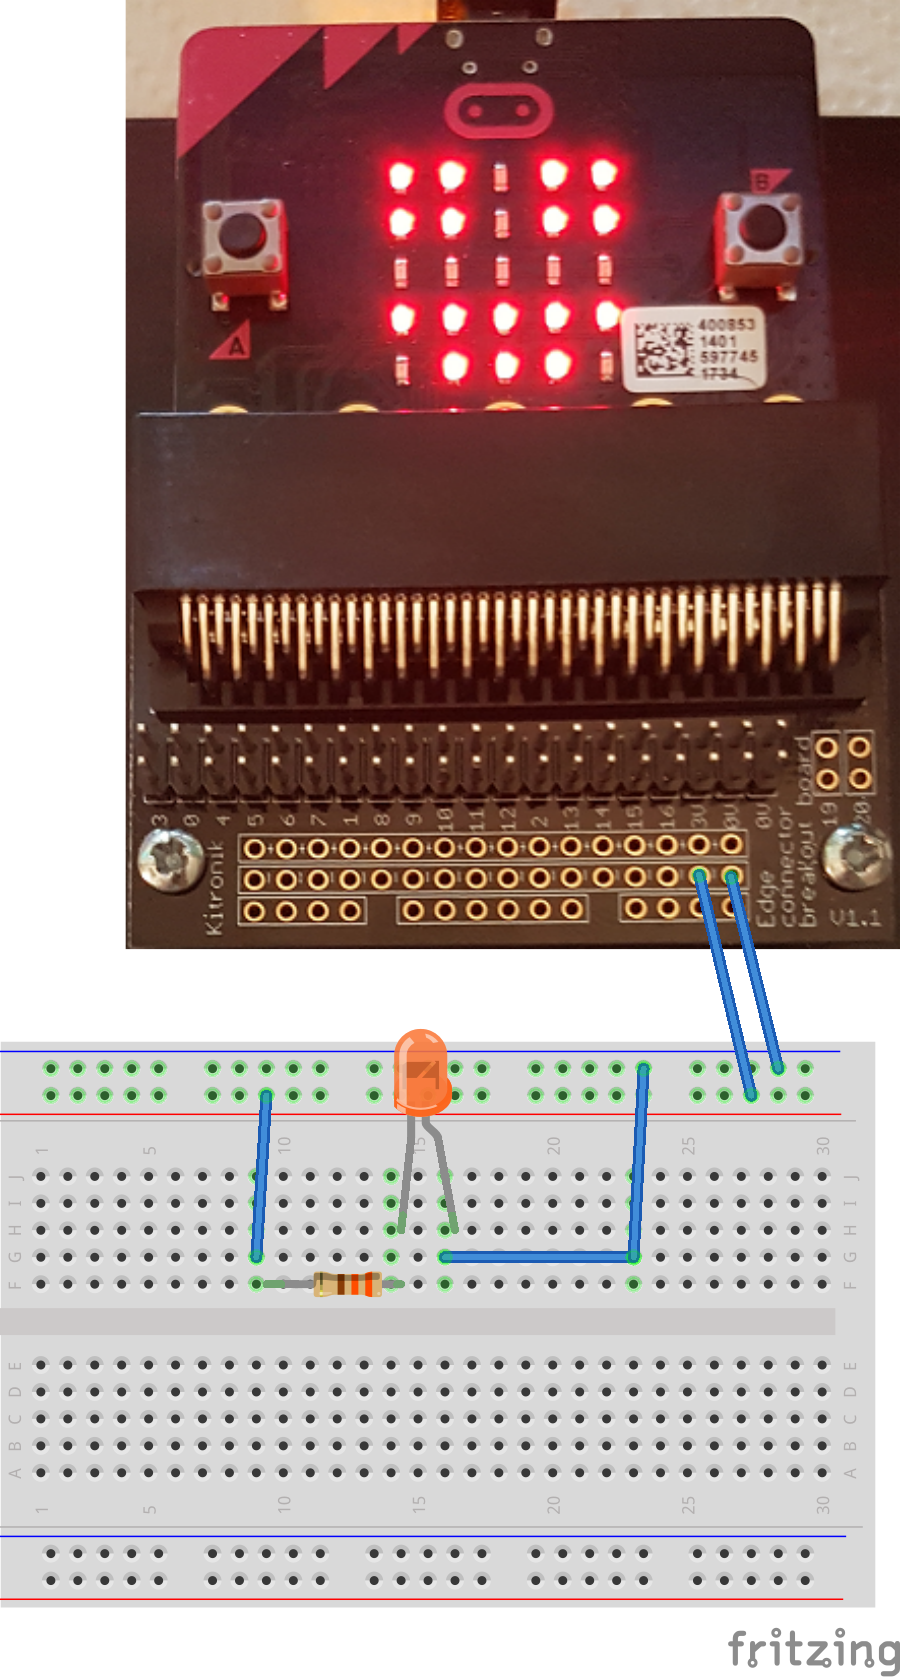 B
A
400853
1401
597745
1734
3 0 4 5 6 7 1 8 9 10 11 12 2 13 14 15 16 3V 0V 0V 19 20
Kitronik
Edge
connector
breakout board
V1.1
1 5 10 15 20 25 30
J J
I I
H H
G G
F F
E E
D D
C C
B B
A A
1 5 10 15 20 25 30
fritzing